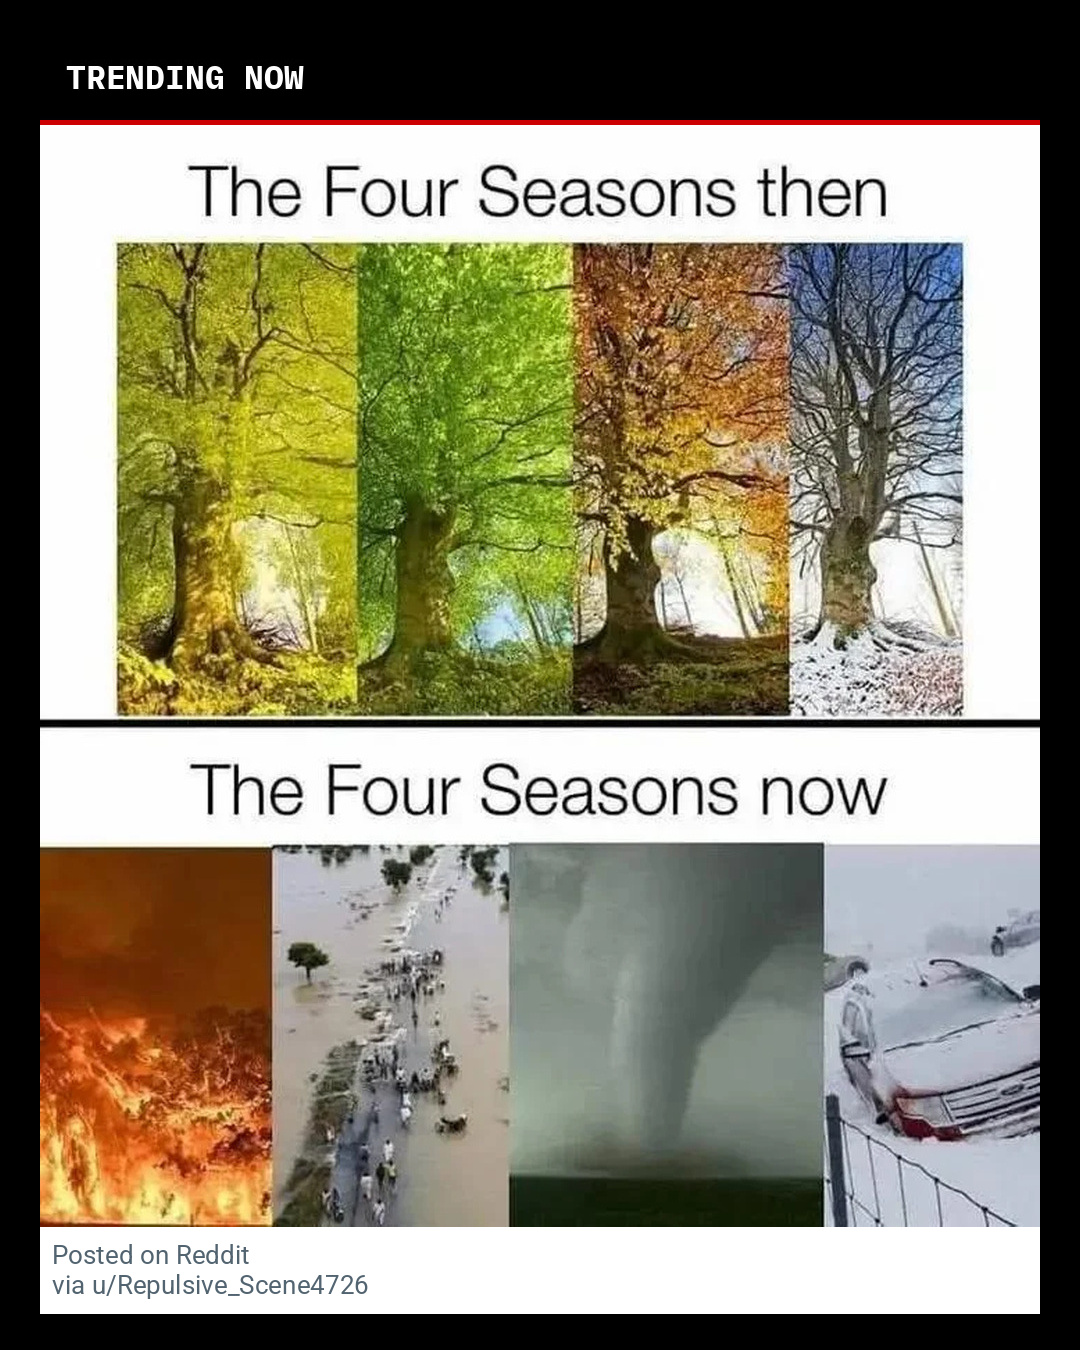 TRENDING NOW
The Four Seasons then
The Four Seasons now
Posted on Reddit
via u/Repulsive_Scene4726